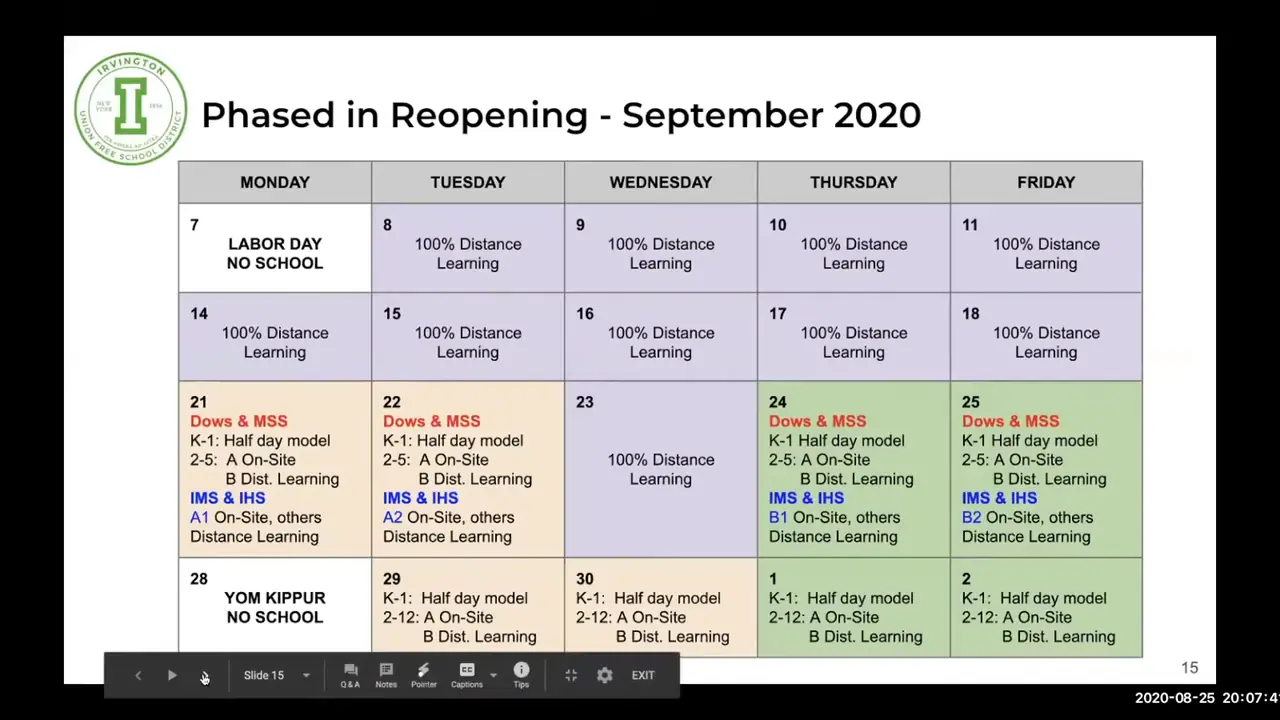 IRVINGTON
NEW YORK
UNION FREE SCHOOL DISTRICT
Phased in Reopening - September 2020
MONDAY TUESDAY WEDNESDAY THURSDAY FRIDAY
7
LABOR DAY
NO SCHOOL
8
100% Distance
Learning
9
100% Distance
Learning
10
100% Distance
Learning
11
100% Distance
Learning
14
100% Distance
Learning
15
100% Distance
Learning
16
100% Distance
Learning
17
100% Distance
Learning
18
100% Distance
Learning
21
Dows & MSS
K-1: Half day model
2-5: A On-Site
B Dist. Learning
IMS & IHS
A1 On-Site, others
Distance Learning
22
Dows & MSS
K-1: Half day model
2-5: A On-Site
B Dist. Learning
IMS & IHS
A2 On-Site, others
Distance Learning
23
100% Distance
Learning
24
Dows & MSS
K-1 Half day model
2-5: A On-Site
B Dist. Learning
IMS & IHS
B1 On-Site, others
Distance Learning
25
Dows & MSS
K-1 Half day model
2-5: A On-Site
B Dist. Learning
IMS & IHS
B2 On-Site, others
Distance Learning
28
YOM KIPPUR
NO SCHOOL
29
K-1: Half day model
2-12: A On-Site
B Dist. Learning
30
K-1: Half day model
2-12: A On-Site
B Dist. Learning
1
K-1: Half day model
2-12: A On-Site
B Dist. Learning
2
K-1: Half day model
2-12: A On-Site
B Dist. Learning
Slide 15
Q & A
Notes
Pointer
Captions
Tips
EXIT
15
2020-08-25 20:07:4